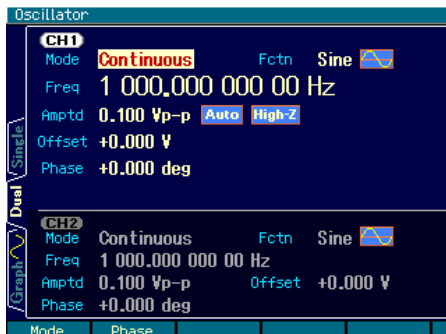 Oscillator
CH1
Mode Continuous Fctn Sine
Freq 1 000.000 000 00 Hz
Amptd 0.100 Vp-p Auto High-Z
Offset +0.000 V
Phase +0.000 deg
Single
Dual
Graph
CH2
Mode Continuous Fctn Sine
Freq 1 000.000 000 00 Hz
Amptd 0.100 Vp-p Offset +0.000 V
Phase +0.000 deg
Mode Phase